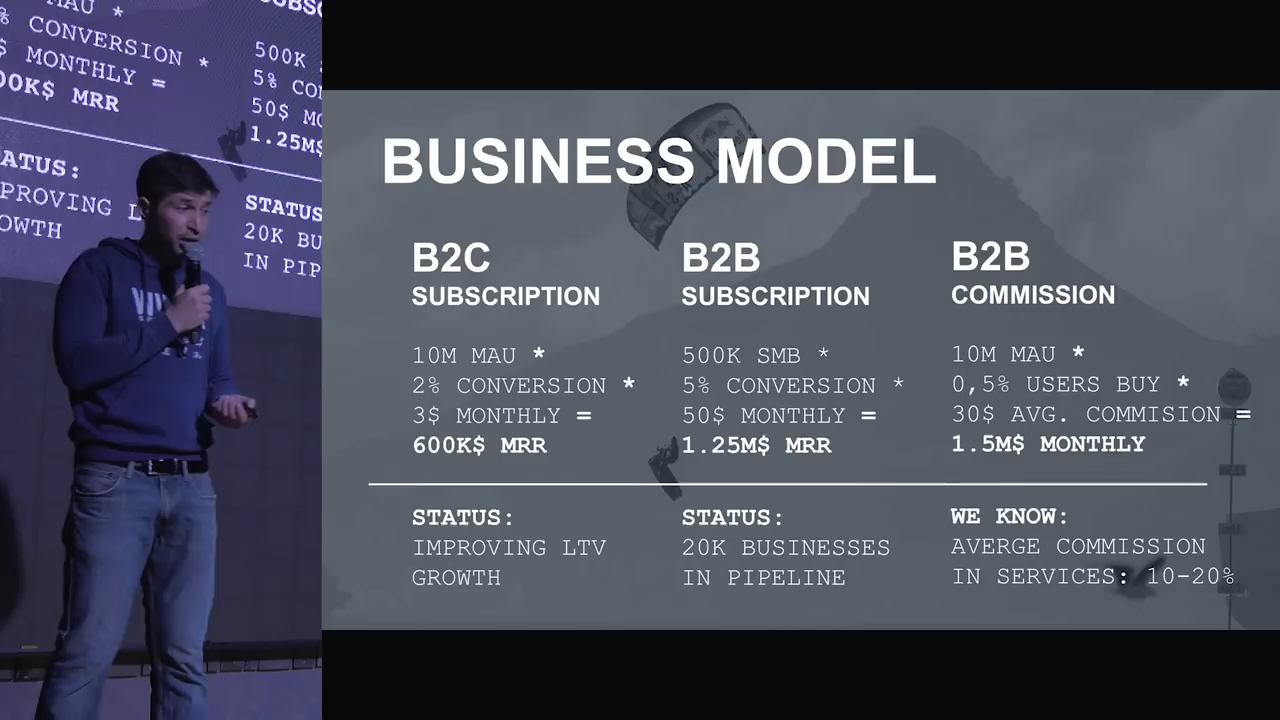 MAU *
% CONVERSION *
$ MONTHLY =
00K$ MRR
ATUS:
PROVING L
OWTH
500K
5% CO
50$ M
1.25M$
STATUS
20K BU
IN PIP
BUSINESS MODEL
B2C
SUBSCRIPTION
10M MAU *
2% CONVERSION *
3$ MONTHLY =
600K$ MRR
STATUS:
IMPROVING LTV
GROWTH
B2B
SUBSCRIPTION
500K SMB *
5% CONVERSION *
50$ MONTHLY =
1.25M$ MRR
STATUS:
20K BUSINESSES
IN PIPELINE
B2B
COMMISSION
10M MAU *
0,5% USERS BUY *
30$ AVG. COMMISION =
1.5M$ MONTHLY
WE KNOW:
AVERGE COMMISSION
IN SERVICES: 10-20%